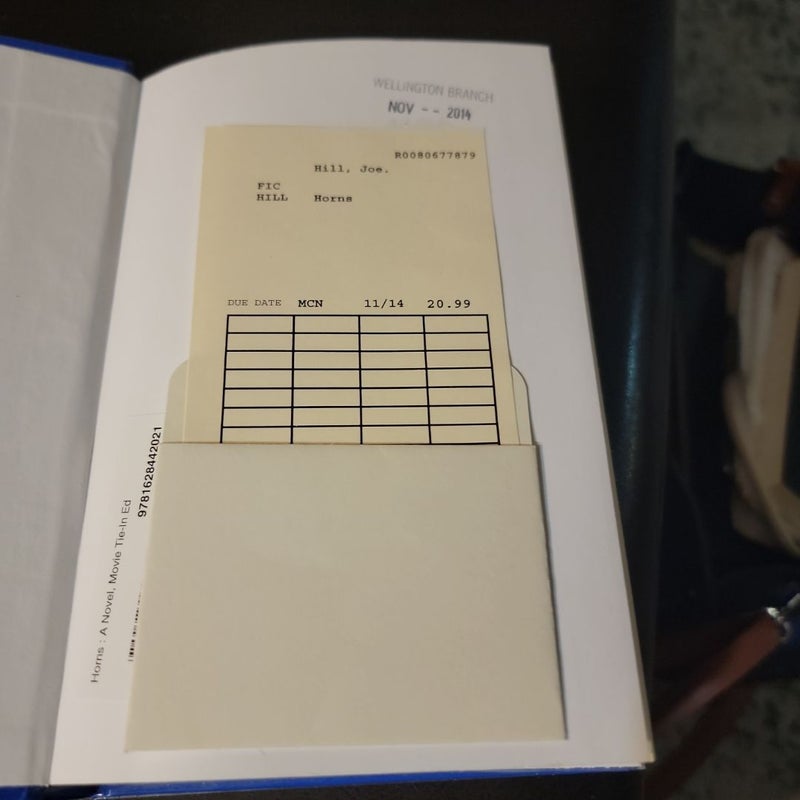 WELLINGTON BRANCH
NOV -- 2014
R0080677879
Hill, Joe.
FIC
HILL Horns
DUE DATE MCN 11/14 20.99
9781628442021
Horns : A Novel, Movie Tie-In Ed